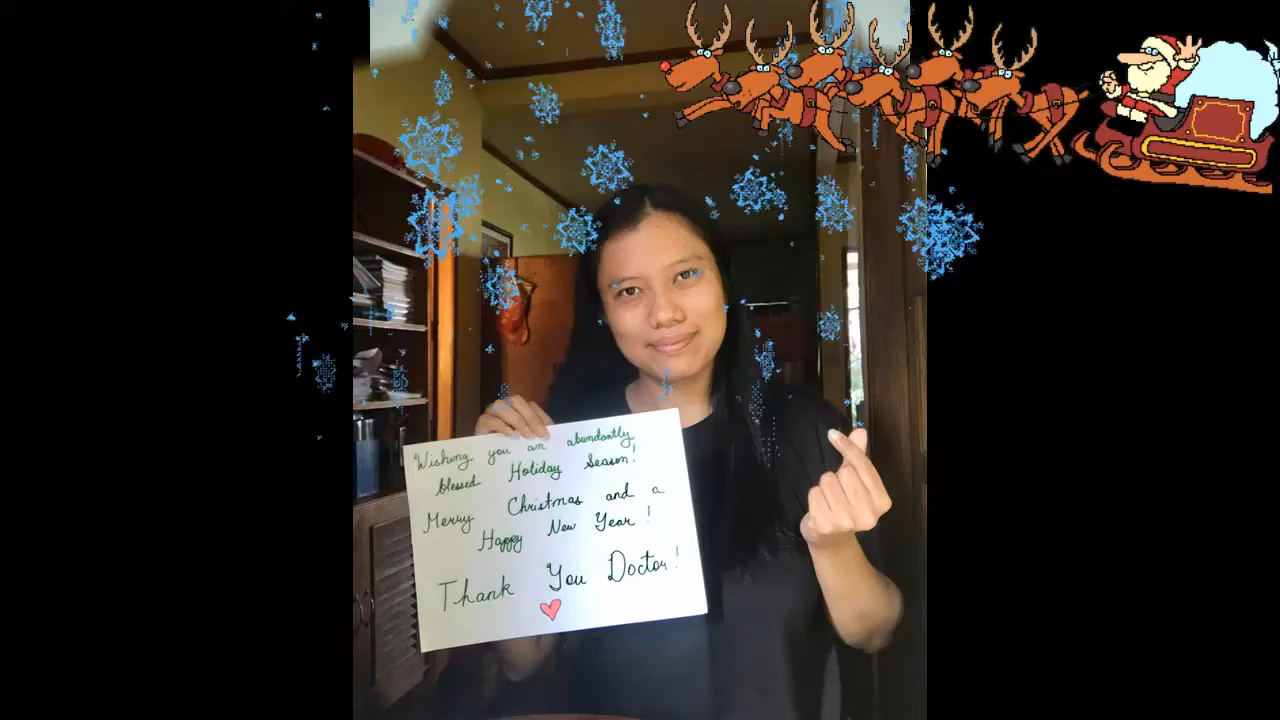 Wishing you an abundantly
blessed Holiday Season!
Merry Christmas and a
Happy New Year!
Thank You Doctor!